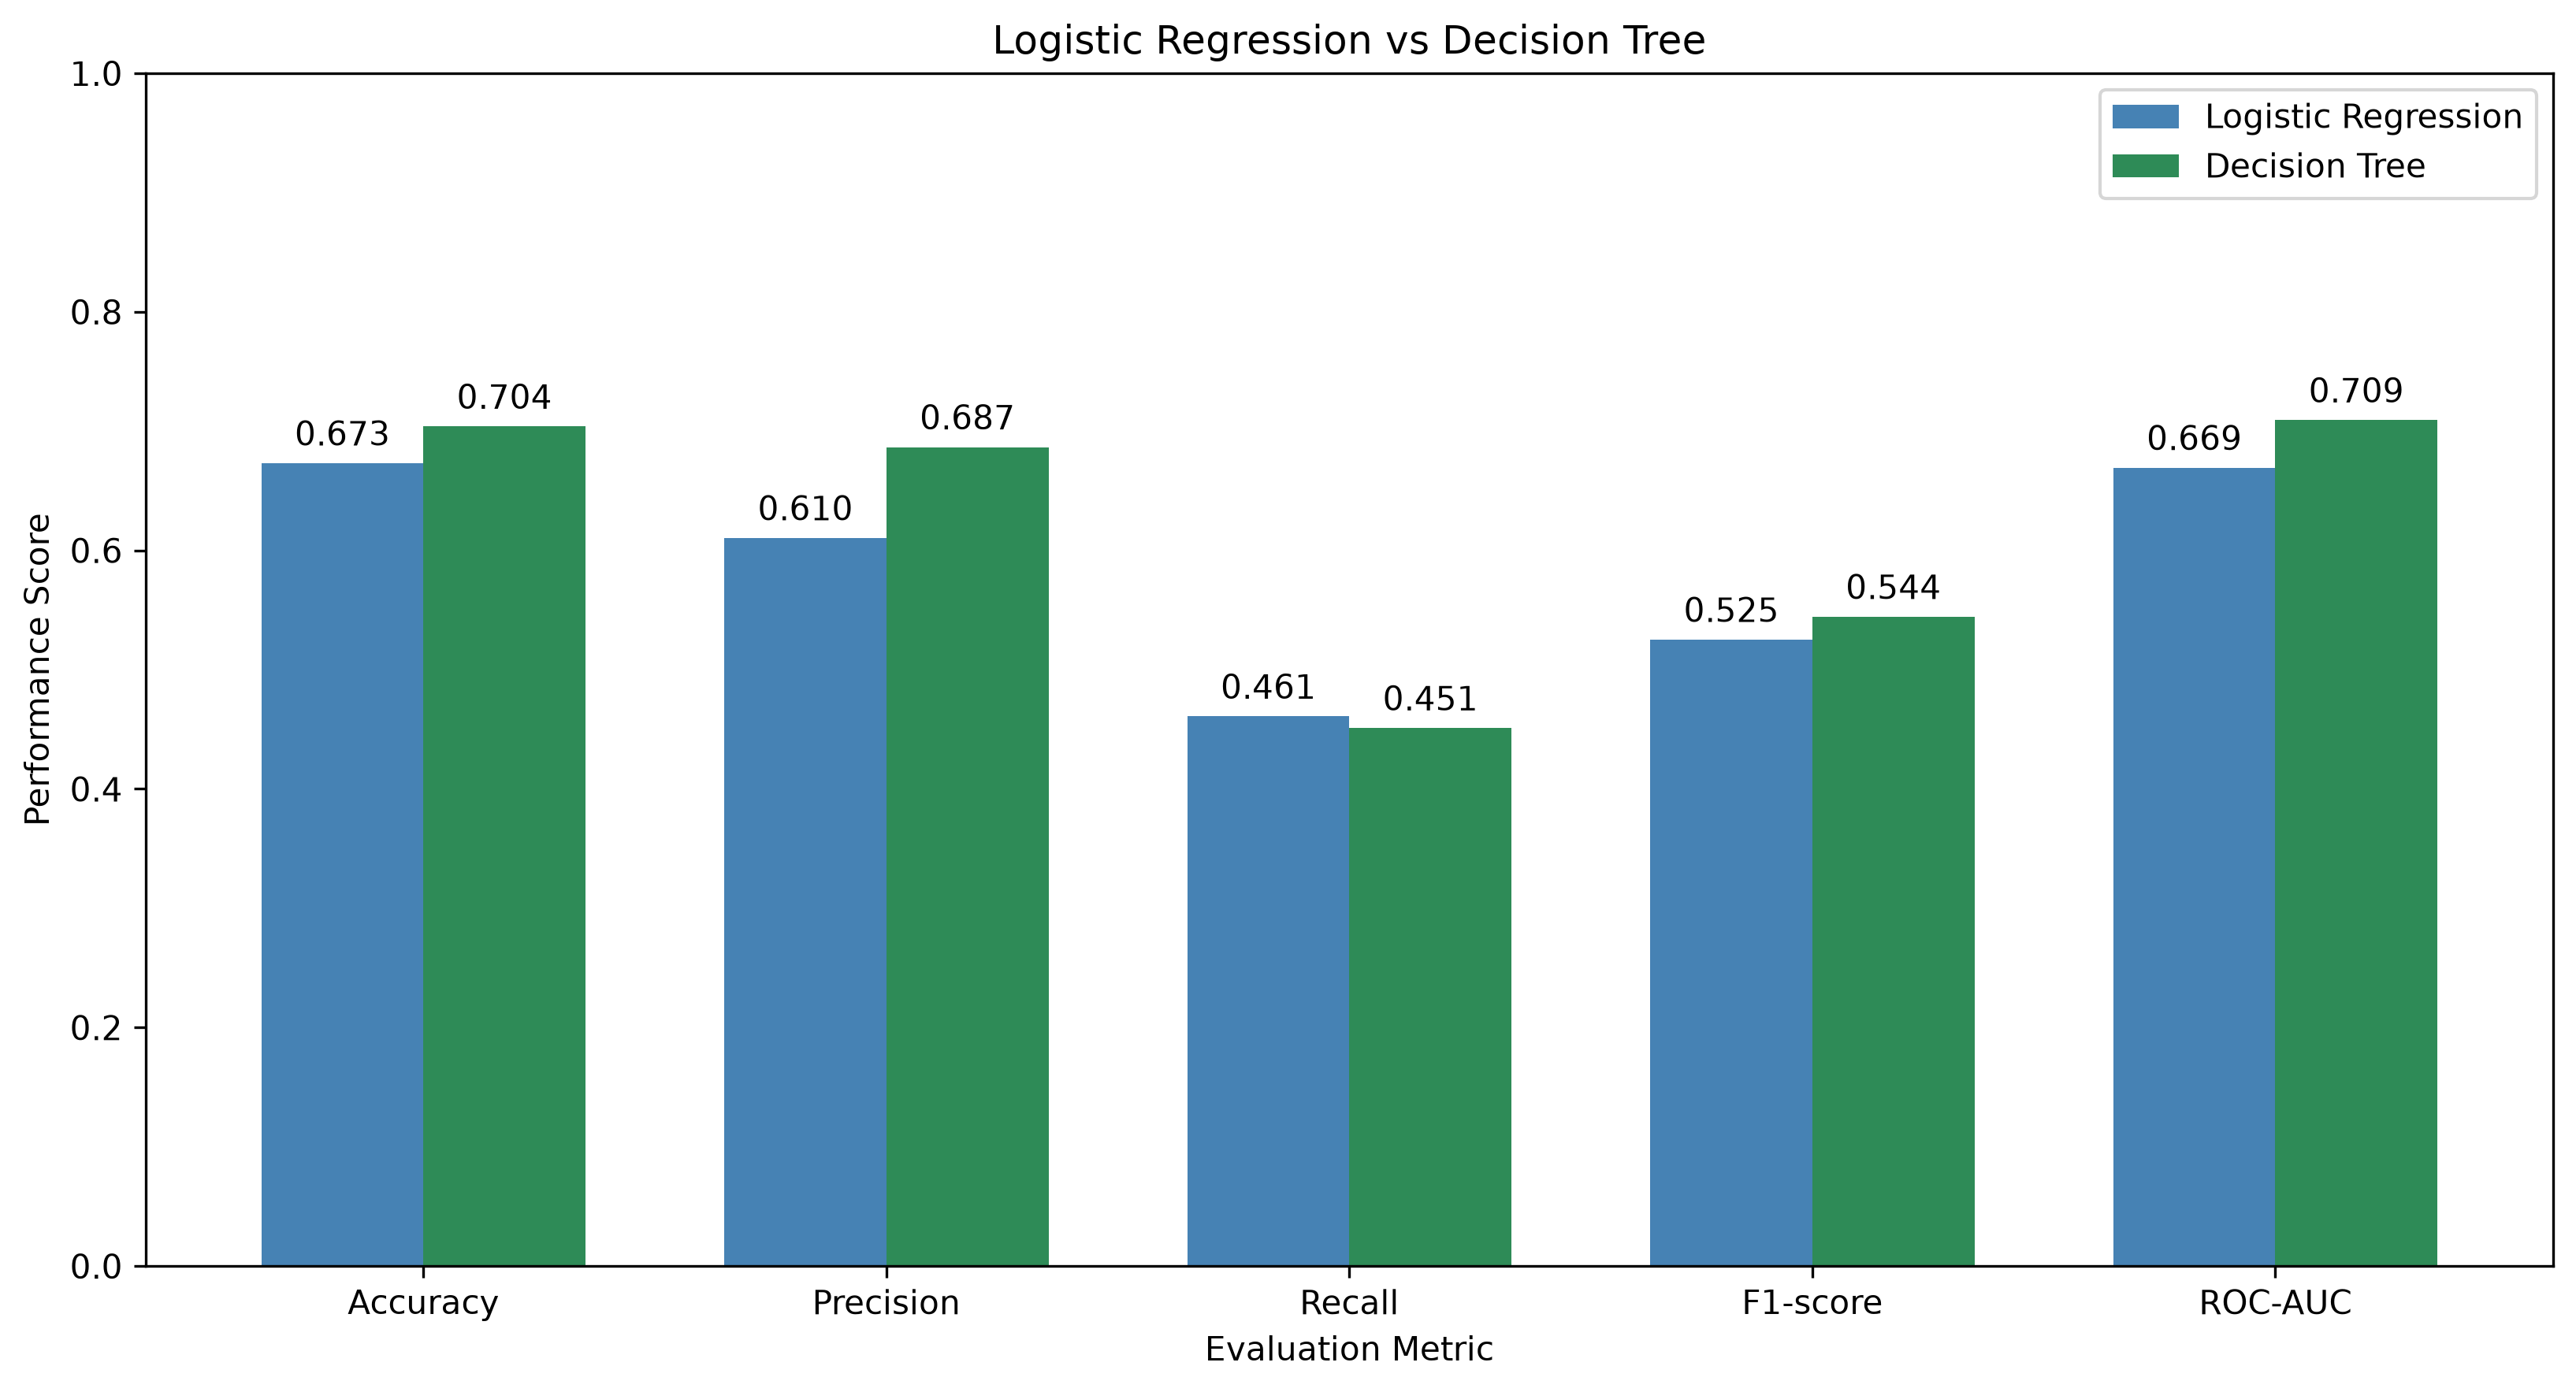 Logistic Regression vs Decision Tree
1.0
0.8
0.6
0.4
0.2
0.0
Performance Score
Logistic Regression
Decision Tree
0.673
0.704
0.610
0.687
0.461
0.451
0.525
0.544
0.669
0.709
Accuracy
Precision
Recall
F1-score
ROC-AUC
Evaluation Metric